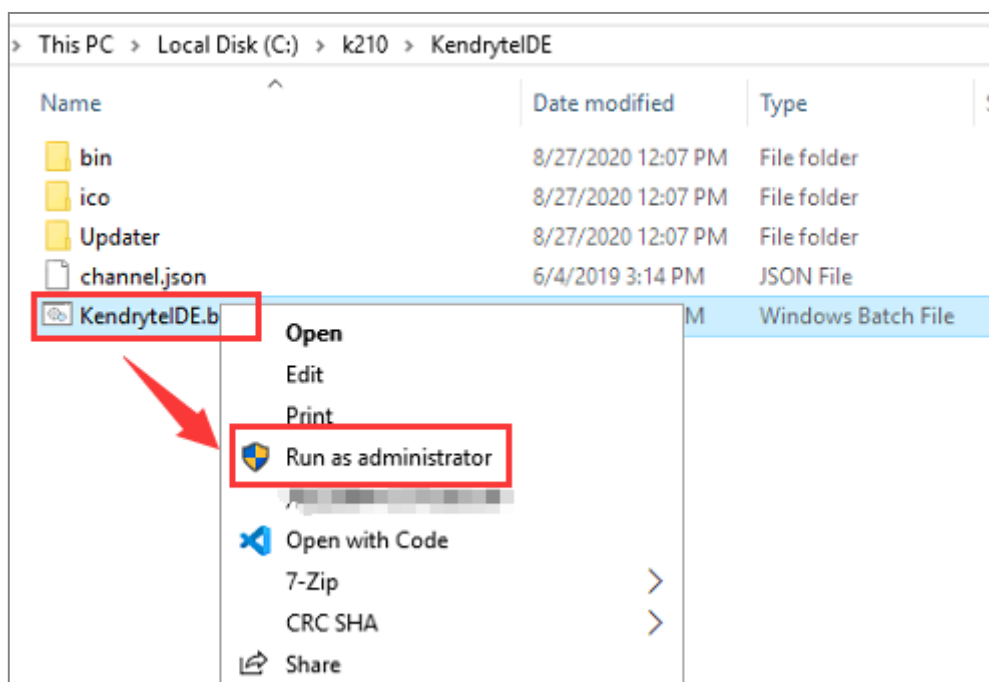 > This PC > Local Disk (C:) > k210 > KendryteIDE
Name Date modified Type
bin 8/27/2020 12:07 PM File folder
ico 8/27/2020 12:07 PM File folder
Updater 8/27/2020 12:07 PM File folder
channel.json 6/4/2019 3:14 PM JSON File
KendryteIDE.b M Windows Batch File
Open
Edit
Print
Run as administrator
Open with Code
7-Zip >
CRC SHA >
Share